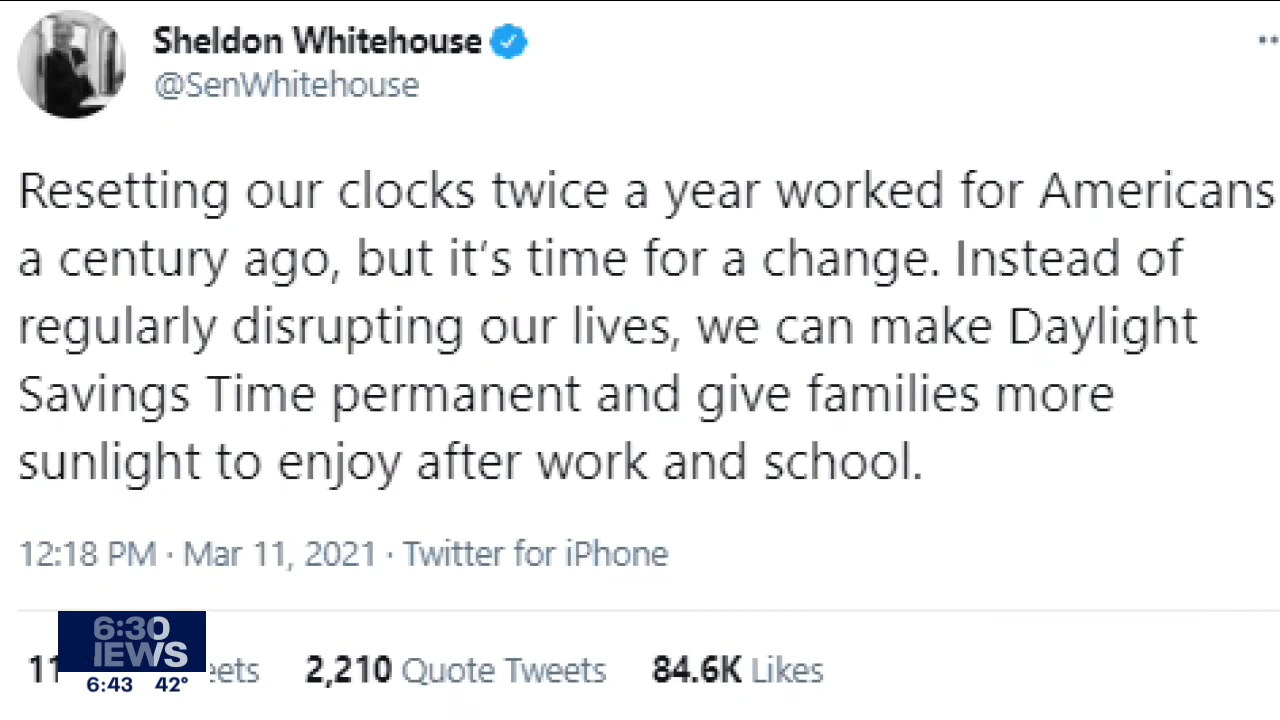 Sheldon Whitehouse
@SenWhitehouse
Resetting our clocks twice a year worked for Americans
a century ago, but it's time for a change. Instead of
regularly disrupting our lives, we can make Daylight
Savings Time permanent and give families more
sunlight to enjoy after work and school.
12:18 PM · Mar 11, 2021 · Twitter for iPhone
11 eets 2,210 Quote Tweets 84.6K Likes
6:30
IEWS
6:43 42°